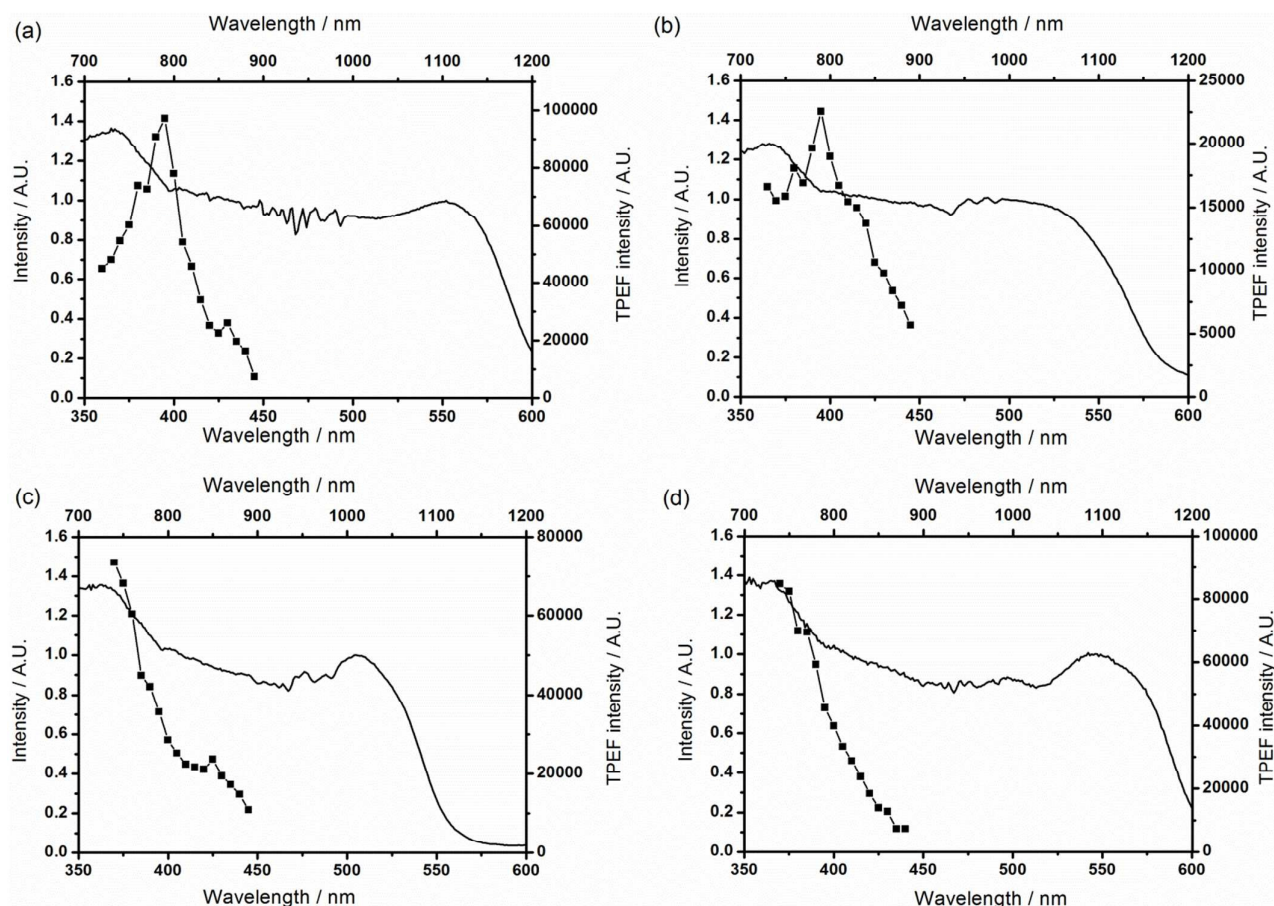 (a)
Wavelength / nm
700 800 900 1000 1100 1200
1.6
1.4
1.2
1.0
0.8
0.6
0.4
0.2
0.0
Intensity / A.U.
100000
80000
60000
40000
20000
0
TPEF intensity / A.U.
350 400 450 500 550 600
Wavelength / nm
(b)
Wavelength / nm
700 800 900 1000 1100 1200
1.6
1.4
1.2
1.0
0.8
0.6
0.4
0.2
0.0
Intensity / A.U.
25000
20000
15000
10000
5000
0
TPEF intensity / A.U.
350 400 450 500 550 600
Wavelength / nm
(c)
Wavelength / nm
700 800 900 1000 1100 1200
1.6
1.4
1.2
1.0
0.8
0.6
0.4
0.2
0.0
Intensity / A.U.
80000
60000
40000
20000
0
TPEF intensity / A.U.
350 400 450 500 550 600
Wavelength / nm
(d)
Wavelength / nm
700 800 900 1000 1100 1200
1.6
1.4
1.2
1.0
0.8
0.6
0.4
0.2
0.0
Intensity / A.U.
100000
80000
60000
40000
20000
0
TPEF intensity / A.U.
350 400 450 500 550 600
Wavelength / nm